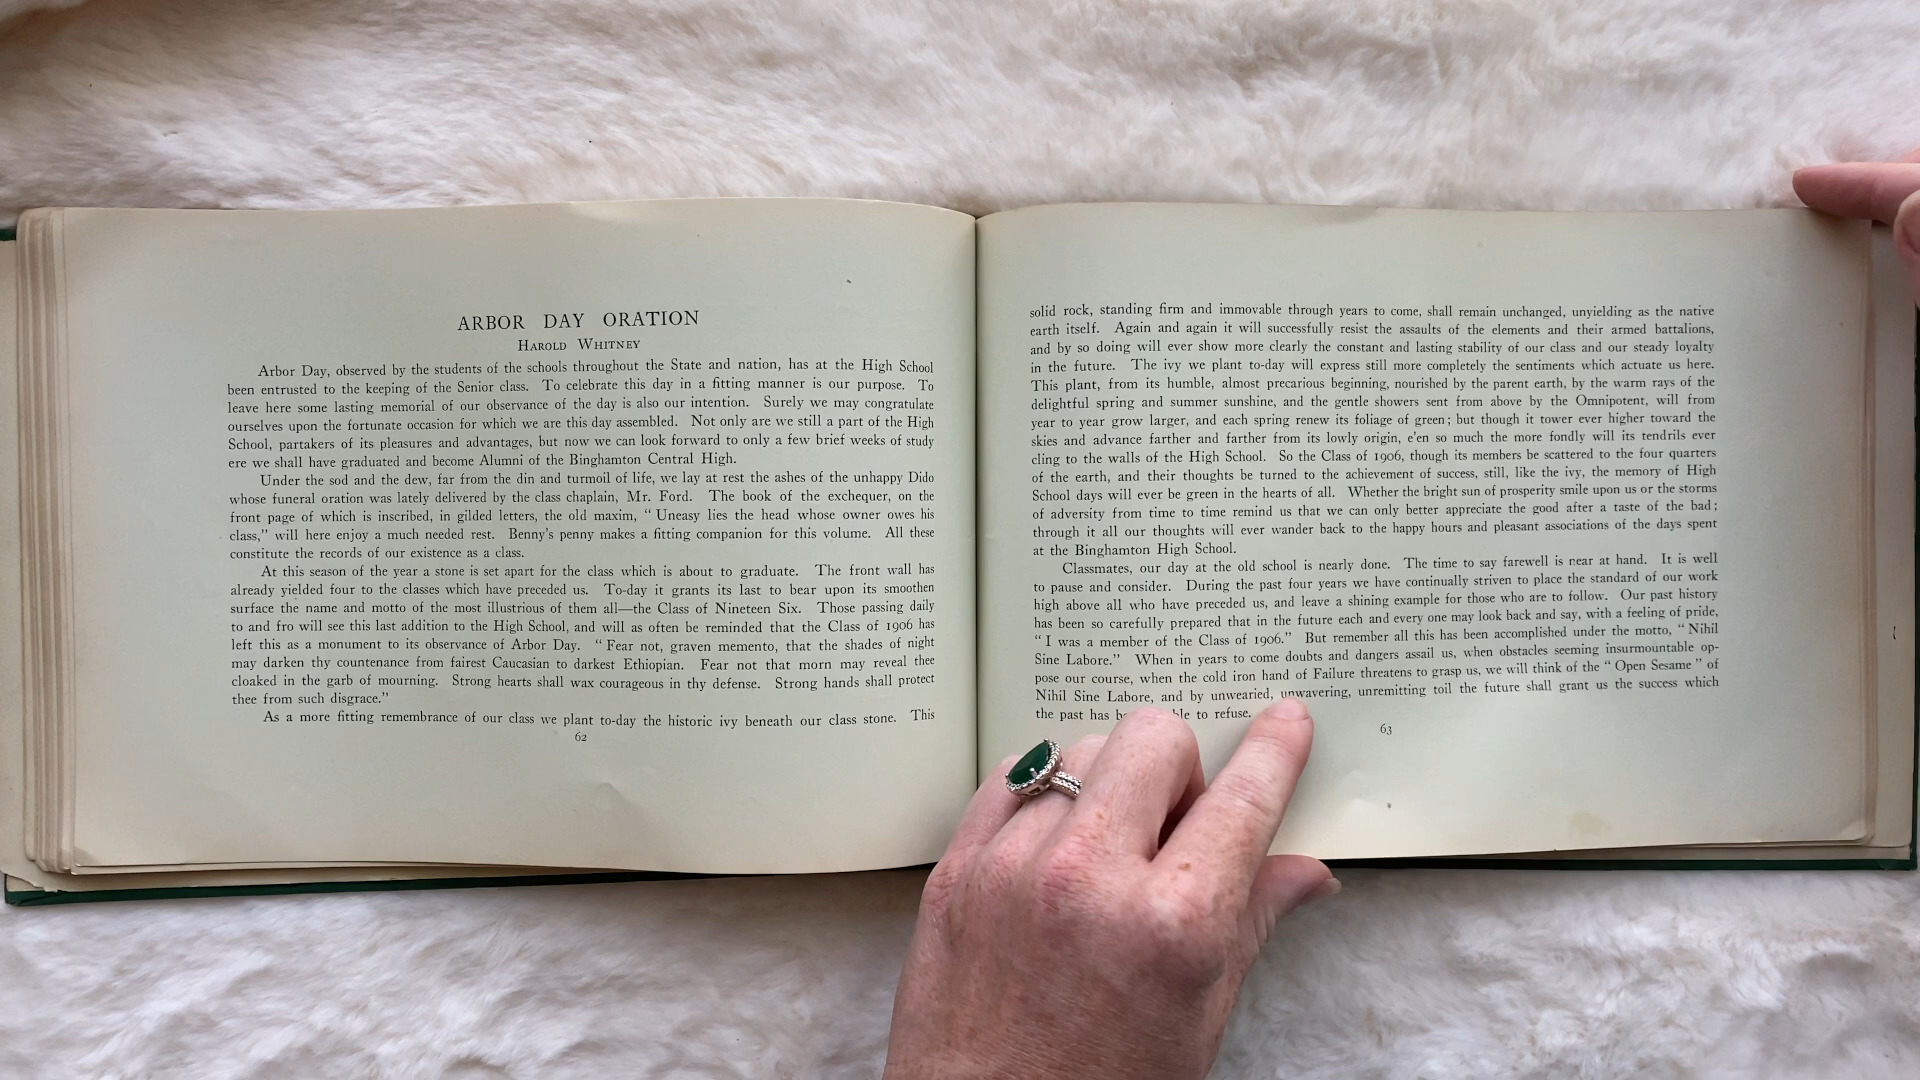 ARBOR DAY ORATION
HAROLD WHITNEY
Arbor Day, observed by the students of the schools throughout the State and nation, has at the High School
been entrusted to the keeping of the Senior class. To celebrate this day in a fitting manner is our purpose. To
leave here some lasting memorial of our observance of the day is also our intention. Surely we may congratulate
ourselves upon the fortunate occasion for which we are this day assembled. Not only are we still a part of the High
School, partakers of its pleasures and advantages, but now we can look forward to only a few brief weeks of study
ere we shall have graduated and become Alumni of the Binghamton Central High.
Under the sod and the dew, far from the din and turmoil of life, we lay at rest the ashes of the unhappy Dido
whose funeral oration was lately delivered by the class chaplain, Mr. Ford. The book of the exchequer, on the
front page of which is inscribed, in gilded letters, the old maxim, “ Uneasy lies the head whose owner owes his
class,” will here enjoy a much needed rest. Benny's penny makes a fitting companion for this volume. All these
constitute the records of our existence as a class.
At this season of the year a stone is set apart for the class which is about to graduate. The front wall has
already yielded four to the classes which have preceded us. To-day it grants its last to bear upon its smoothen
surface the name and motto of the most illustrious of them all—the Class of Nineteen Six. Those passing daily
to and fro will see this last addition to the High School, and will as often be reminded that the Class of 1906 has
left this as a monument to its observance of Arbor Day. “ Fear not, graven memento, that the shades of night
may darken thy countenance from fairest Caucasian to darkest Ethiopian. Fear not that morn may reveal thee
cloaked in the garb of mourning. Strong hearts shall wax courageous in thy defense. Strong hands shall protect
thee from such disgrace.”
As a more fitting remembrance of our class we plant to-day the historic ivy beneath our class stone. This
62
solid rock, standing firm and immovable through years to come, shall remain unchanged, unyielding as the native
earth itself. Again and again it will successfully resist the assaults of the elements and their armed battalions,
and by so doing will ever show more clearly the constant and lasting stability of our class and our steady loyalty
in the future. The ivy we plant to-day will express still more completely the sentiments which actuate us here.
This plant, from its humble, almost precarious beginning, nourished by the parent earth, by the warm rays of the
delightful spring and summer sunshine, and the gentle showers sent from above by the Omnipotent, will from
year to year grow larger, and each spring renew its foliage of green; but though it tower ever higher toward the
skies and advance farther and farther from its lowly origin, e'en so much the more fondly will its tendrils ever
cling to the walls of the High School. So the Class of 1906, though its members be scattered to the four quarters
of the earth, and their thoughts be turned to the achievement of success, still, like the ivy, the memory of High
School days will ever be green in the hearts of all. Whether the bright sun of prosperity smile upon us or the storms
of adversity from time to time remind us that we can only better appreciate the good after a taste of the bad;
through it all our thoughts will ever wander back to the happy hours and pleasant associations of the days spent
at the Binghamton High School.
Classmates, our day at the old school is nearly done. The time to say farewell is near at hand. It is well
to pause and consider. During the past four years we have continually striven to place the standard of our work
high above all who have preceded us, and leave a shining example for those who are to follow. Our past history
has been so carefully prepared that in the future each and every one may look back and say, with a feeling of pride,
“ I was a member of the Class of 1906.” But remember all this has been accomplished under the motto, “ Nihil
Sine Labore.” When in years to come doubts and dangers assail us, when obstacles seeming insurmountable op-
pose our course, when the cold iron hand of Failure threatens to grasp us, we will think of the “ Open Sesame ” of
Nihil Sine Labore, and by unwearied, unwavering, unremitting toil the future shall grant us the success which
the past has to refuse.
63